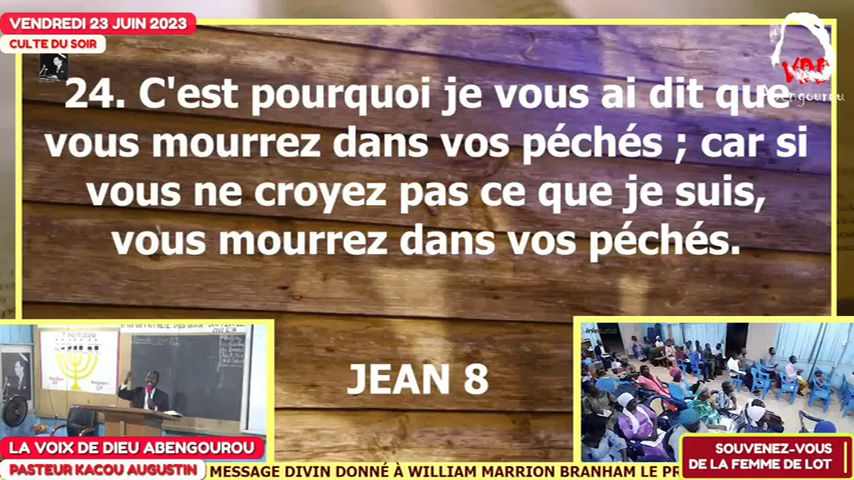 VENDREDI 23 JUIN 2023
CULTE DU SOIR
VDD
Abengourou
24. C'est pourquoi je vous ai dit que
vous mourrez dans vos péchés ; car si
vous ne croyez pas ce que je suis,
vous mourrez dans vos péchés.
JEAN 8
LA VOIX DE DIEU ABENGOUROU
PASTEUR KACOU AUGUSTIN
MESSAGE DIVIN DONNÉ À WILLIAM MARRION BRANHAM LE PR
SOUVENEZ-VOUS
DE LA FEMME DE LOT